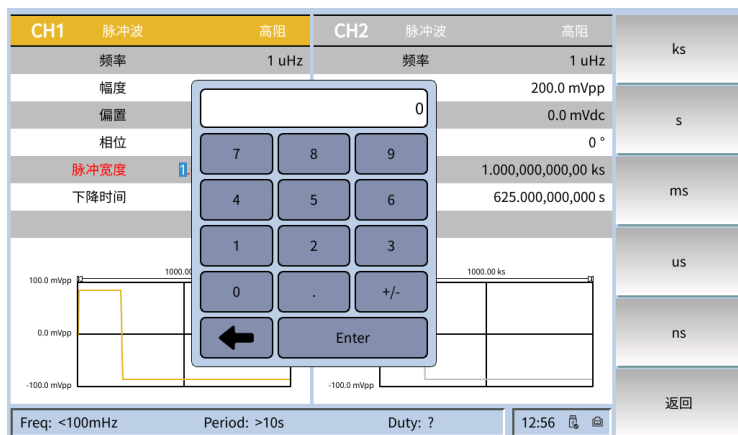 CH1 脉冲波 高阻 CH2 脉冲波 高阻
频率 1 uHz 频率 1 uHz
幅度 200.0 mVpp
偏置 0.0 mVdc
相位 0 °
脉冲宽度 1. 1.000,000,000,00 ks
下降时间 625.000,000,000 s
0
7 8 9
4 5 6
1 2 3
0 . +/-
Enter
1000.00 1000.00 ks
100.0 mVpp
0.0 mVpp
-100.0 mVpp -100.0 mVpp
Freq: <100mHz Period: >10s Duty: ? 12:56
ks
s
ms
us
ns
返回